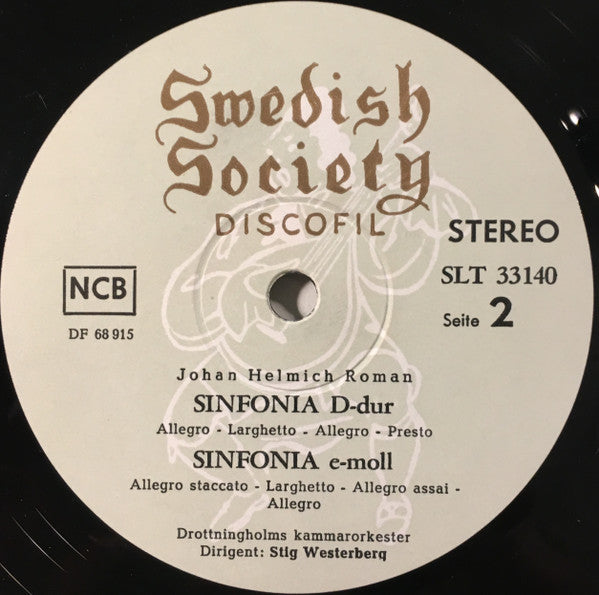 Swedish
Society
DISCOFIL
STEREO
NCB
SLT 33140
DF 68 915
Seite 2
Johan Helmich Roman
SINFONIA D-dur
Allegro - Larghetto - Allegro - Presto
SINFONIA e-moll
Allegro staccato - Larghetto - Allegro assai -
Allegro
Drottningholms kammarorkester
Dirigent: Stig Westerberg